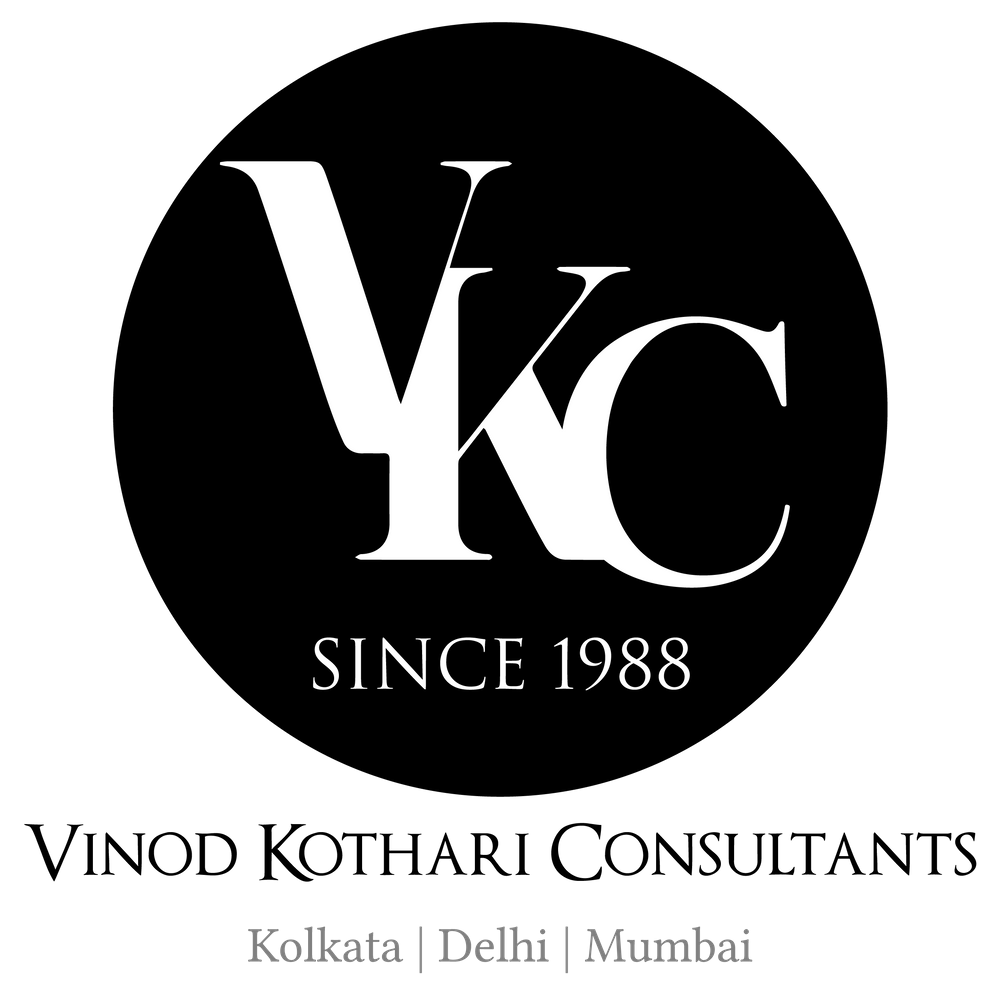 VKC
SINCE 1988
VINOD KOTHARI CONSULTANTS
Kolkata | Delhi | Mumbai